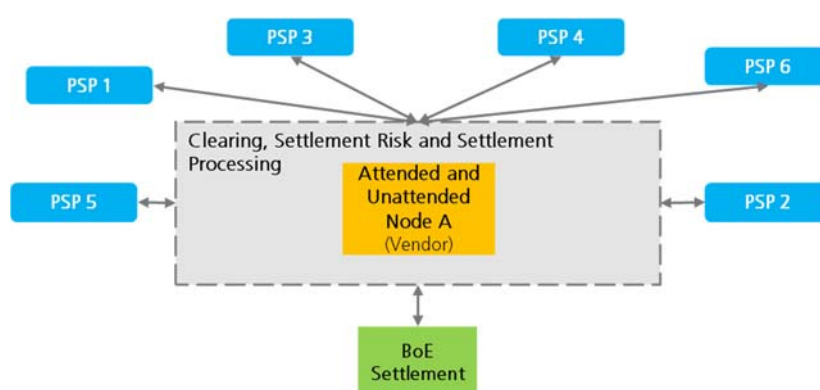 PSP 3
PSP 4
PSP 1
PSP 6
Clearing, Settlement Risk and Settlement
Processing
Attended and
Unattended
Node A
(Vendor)
PSP 5
PSP 2
BoE
Settlement